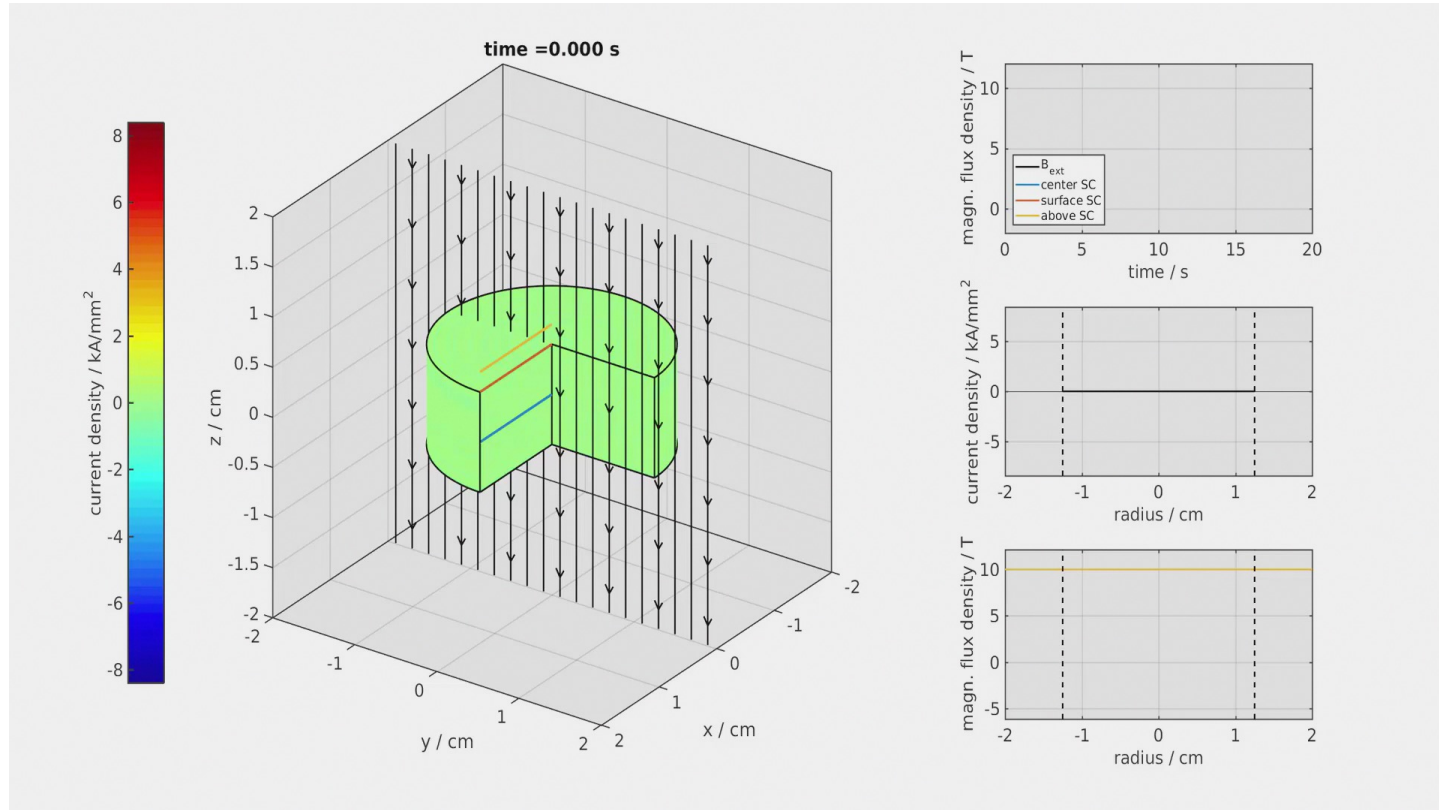 time =0.000 s
8
6
4
2
0
-2
-4
-6
-8
current density / kA/mm2
2
1.5
1
0.5
0
-0.5
-1
-1.5
-2
z / cm
-2
-1
0
1
2
y / cm
2
1
0
-1
-2
x / cm
10
5
0
magn. flux density / T
Bext
center SC
surface SC
above SC
0 5 10 15 20
time / s
5
0
-5
current density / kA/mm2
-2 -1 0 1 2
radius / cm
10
5
0
-5
magn. flux density / T
-2 -1 0 1 2
radius / cm